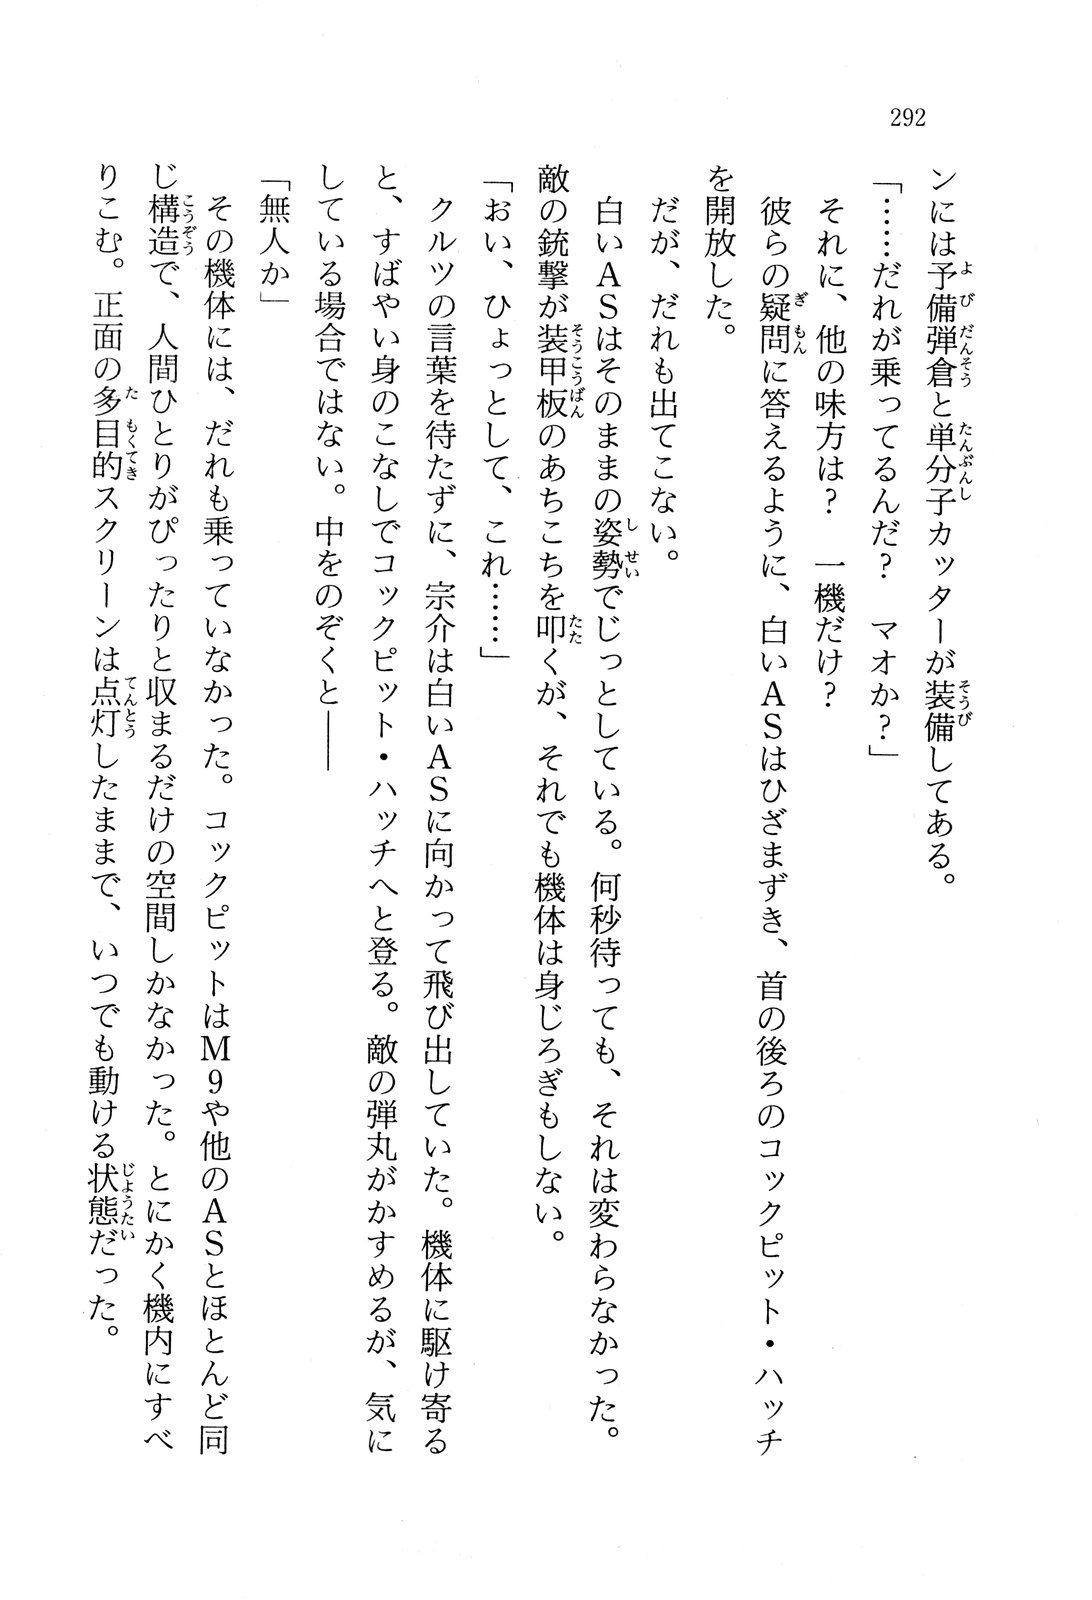 292
ンには予備弾倉と単分子カッターが装備してある。
「……だれが乗ってるんだ？　マオか？」
それに、他の味方は？　一機だけ？
彼らの疑問に答えるように、白いＡＳはひざまずき、首の後ろのコックピット・ハッチ
を開放した。
だが、だれも出てこない。
白いＡＳはそのままの姿勢でじっとしている。何秒待っても、それは変わらなかった。
敵の銃撃が装甲板のあちこちを叩くが、それでも機体は身じろぎもしない。
「おい、ひょっとして、これ……」
クルツの言葉を待たずに、宗介は白いＡＳに向かって飛び出していた。機体に駆け寄る
と、すばやい身のこなしでコックピット・ハッチへと登る。敵の弾丸がかすめるが、気に
している場合ではない。中をのぞくと――
「無人か」
その機体には、だれも乗っていなかった。コックピットはＭ９や他のＡＳとほとんど同
じ構造で、人間ひとりがぴったりと収まるだけの空間しかなかった。とにかく機内にすべ
りこむ。正面の多目的スクリーンは点灯したままで、いつでも動ける状態だった。